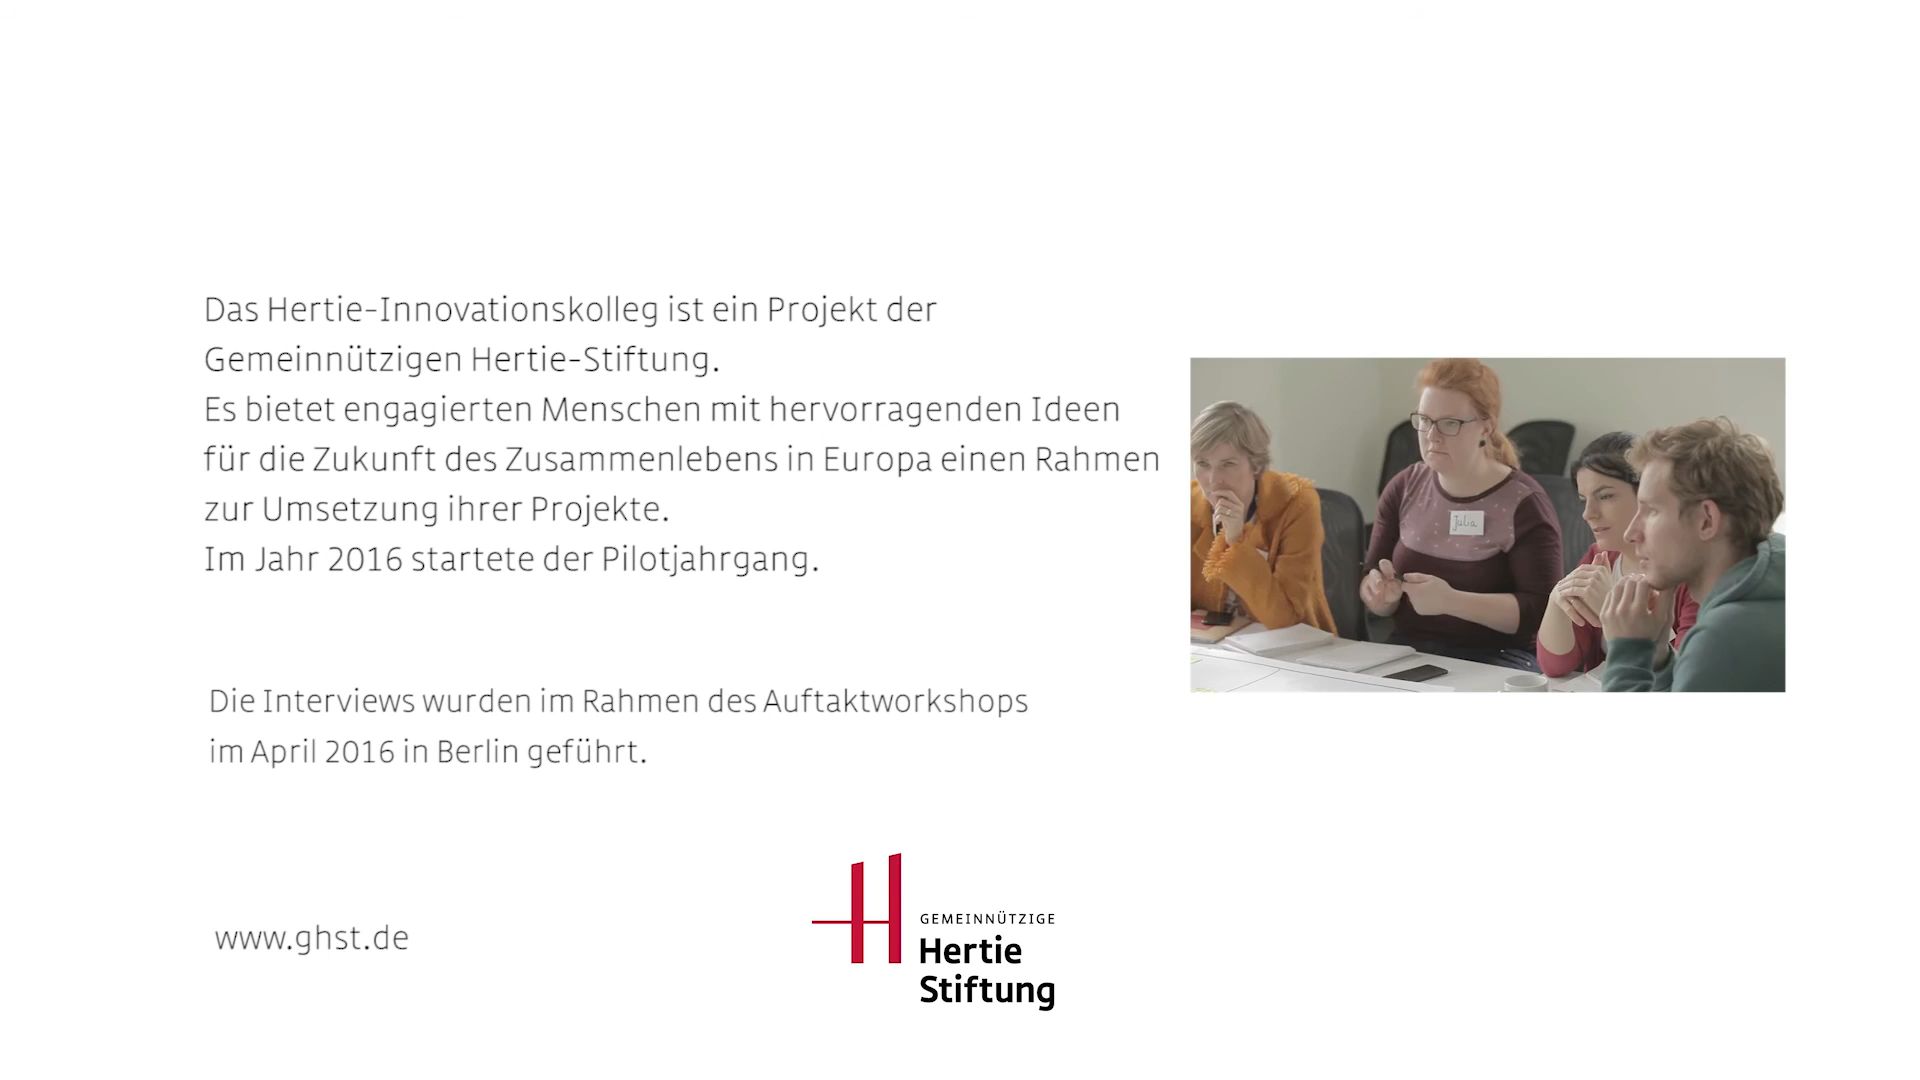 Das Hertie-Innovationskolleg ist ein Projekt der
Gemeinnützigen Hertie-Stiftung.
Es bietet engagierten Menschen mit hervorragenden Ideen
für die Zukunft des Zusammenlebens in Europa einen Rahmen
zur Umsetzung ihrer Projekte.
Im Jahr 2016 startete der Pilotjahrgang.
Julia
Die Interviews wurden im Rahmen des Auftaktworkshops
im April 2016 in Berlin geführt.
www.ghst.de
GEMEINNÜTZIGE
Hertie
Stiftung